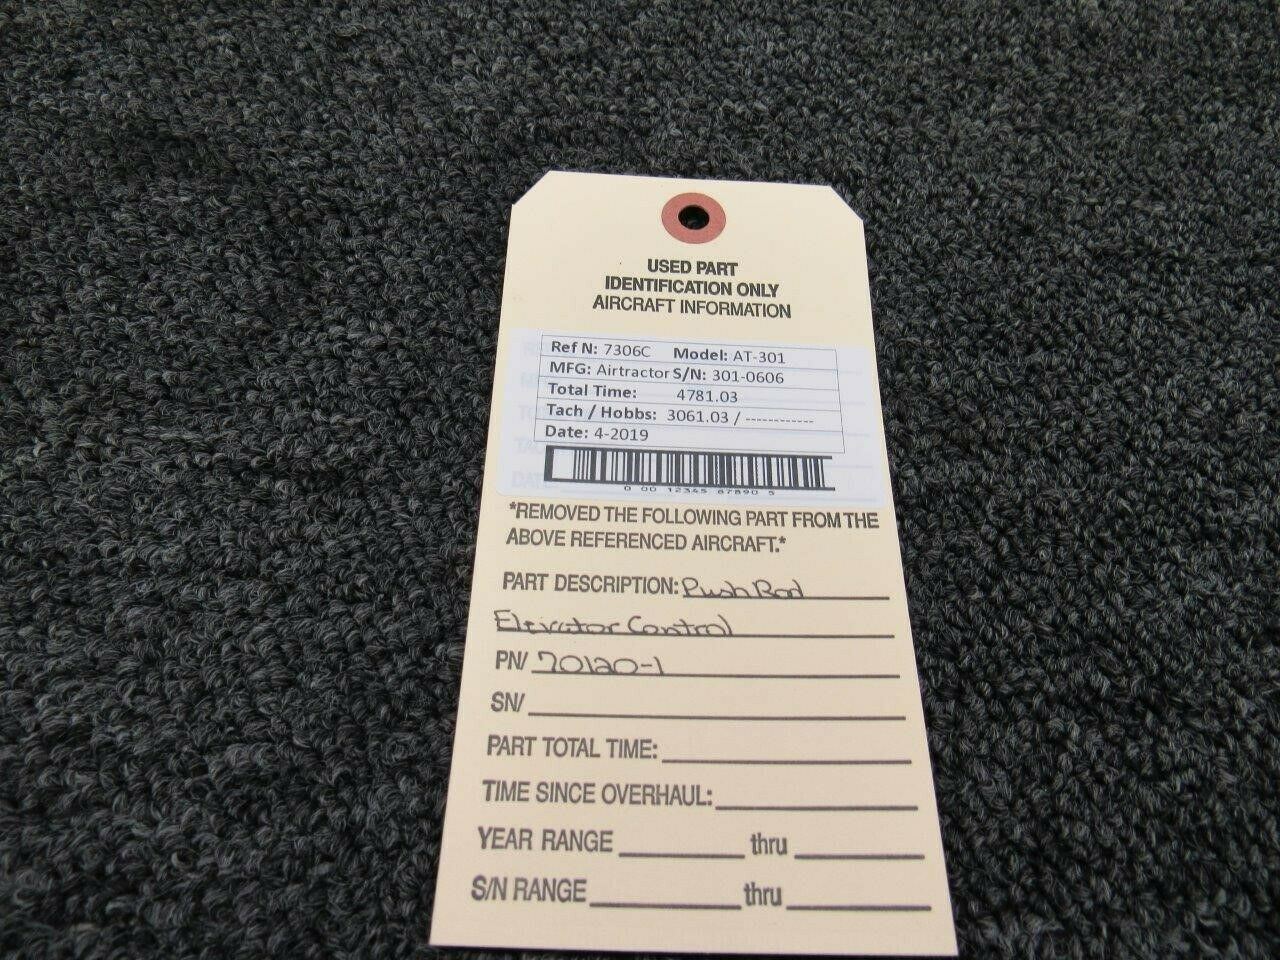 USED PART
IDENTIFICATION ONLY
AIRCRAFT INFORMATION
Ref N: 7306C Model: AT-301
MFG: Airtractor S/N: 301-0606
Total Time: 4781.03
Tach / Hobbs: 3061.03 / ------------
Date: 4-2019
0 00 12345 67890 5
*REMOVED THE FOLLOWING PART FROM THE
ABOVE REFERENCED AIRCRAFT.*
PART DESCRIPTION: Push Rod
Elevator Control
PN/ 70120-1
SN/
PART TOTAL TIME:
TIME SINCE OVERHAUL:
YEAR RANGE thru
S/N RANGE thru